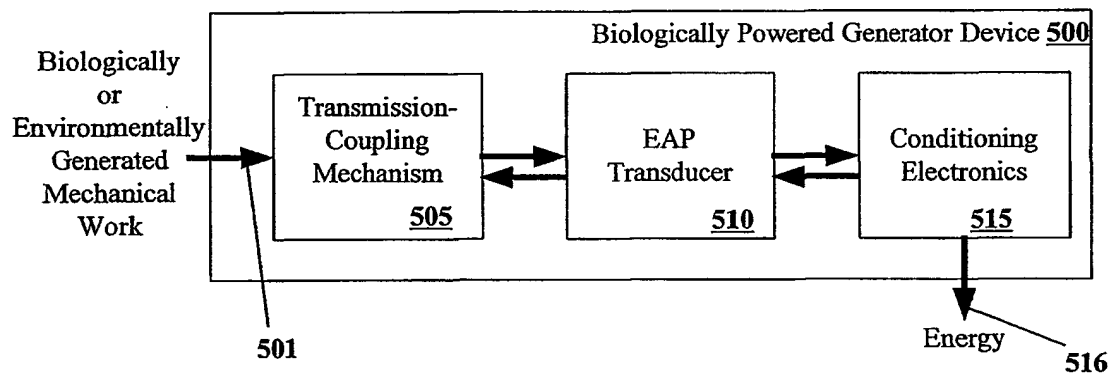 Biologically Powered Generator Device 500
Biologically
or
Environmentally
Generated
Mechanical
Work
Transmission-
Coupling
Mechanism
505
EAP
Transducer
510
Conditioning
Electronics
515
501
Energy
516